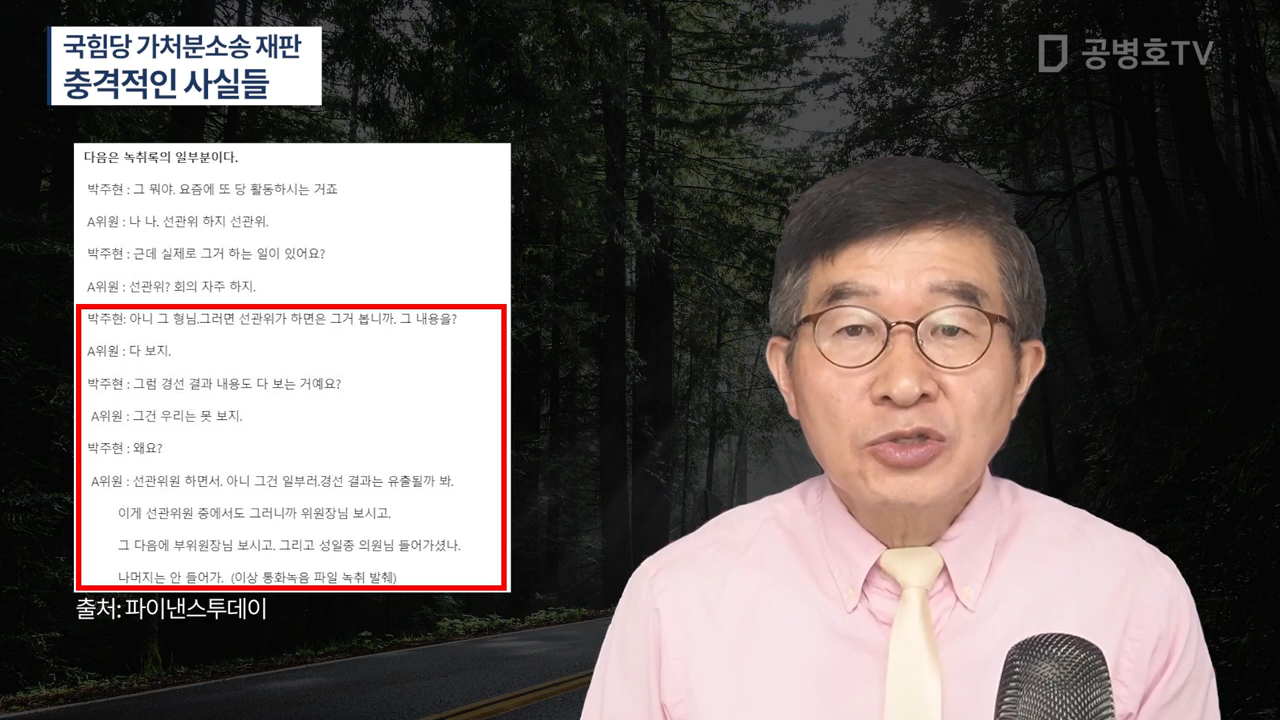 국힘당 가처분소송 재판
충격적인 사실들
공병호TV
다음은 녹취록의 일부분이다.
박주현 : 그 뭐야. 요즘에 또 당 활동하시는 거죠
A위원 : 나 나. 선관위 하지 선관위.
박주현 : 근데 실제로 그거 하는 일이 있어요?
A위원 : 선관위? 회의 자주 하지.
박주현: 아니 그 형님.그러면 선관위가 하면은 그거 봅니까. 그 내용을?
A위원 : 다 보지.
박주현 : 그럼 경선 결과 내용도 다 보는 거예요?
A위원 : 그건 우리는 못 보지.
박주현 : 왜요?
A위원 : 선관위원 하면서. 아니 그건 일부러.경선 결과는 유출될까 봐.
이게 선관위원 중에서도 그러니까 위원장님 보시고.
그 다음에 부위원장님 보시고. 그리고 성일종 의원님 들어가셨나.
나머지는 안 들어가. (이상 통화녹음 파일 녹취 발췌)
출처: 파이낸스투데이